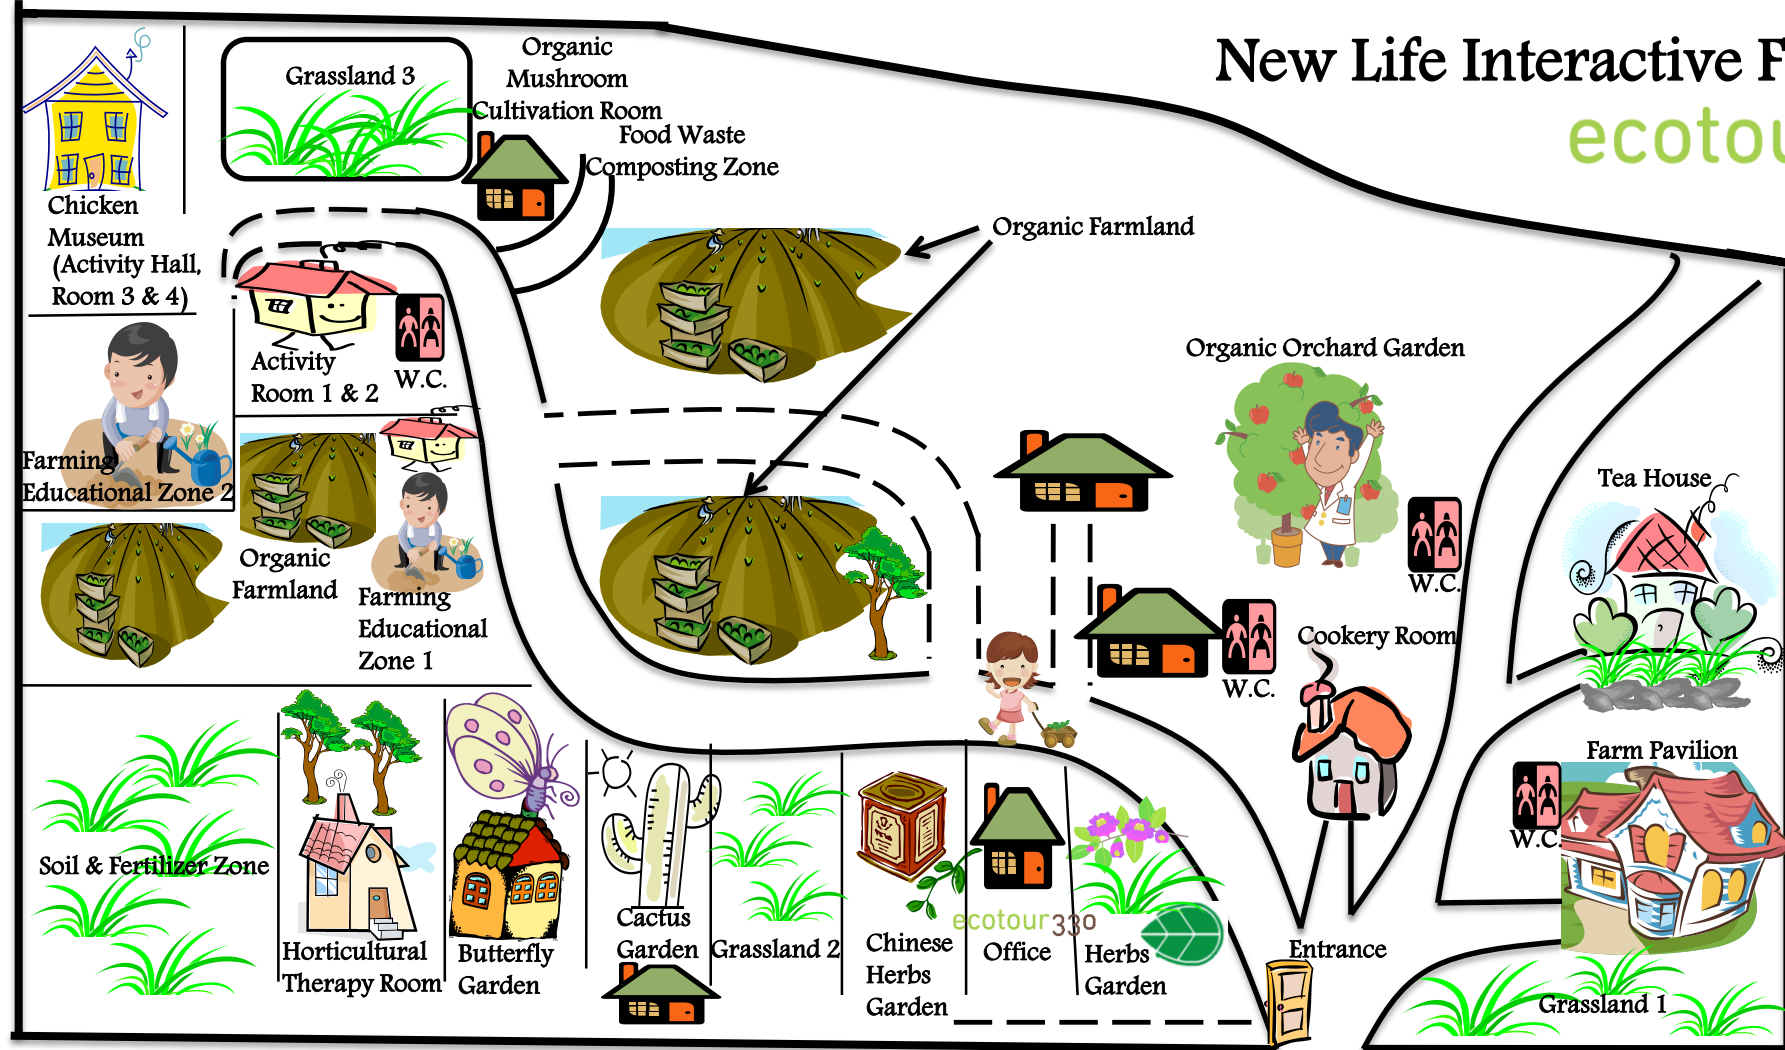 New Life Interactive F
ecotou
Grassland 3
Organic
Mushroom
Cultivation Room
Food Waste
Composting Zone
Chicken
Museum
(Activity Hall,
Room 3 & 4)
Organic Farmland
Activity
Room 1 & 2
W.C.
Organic Orchard Garden
Farming
Educational Zone 2
Organic
Farmland
Farming
Educational
Zone 1
W.C.
Tea House
Cookery Room
W.C.
Farm Pavilion
W.C.
Soil & Fertilizer Zone
Horticultural
Therapy Room
Butterfly
Garden
Cactus
Garden
Grassland 2
Chinese
Herbs
Garden
ecotour330
Office
Herbs
Garden
Entrance
Grassland 1